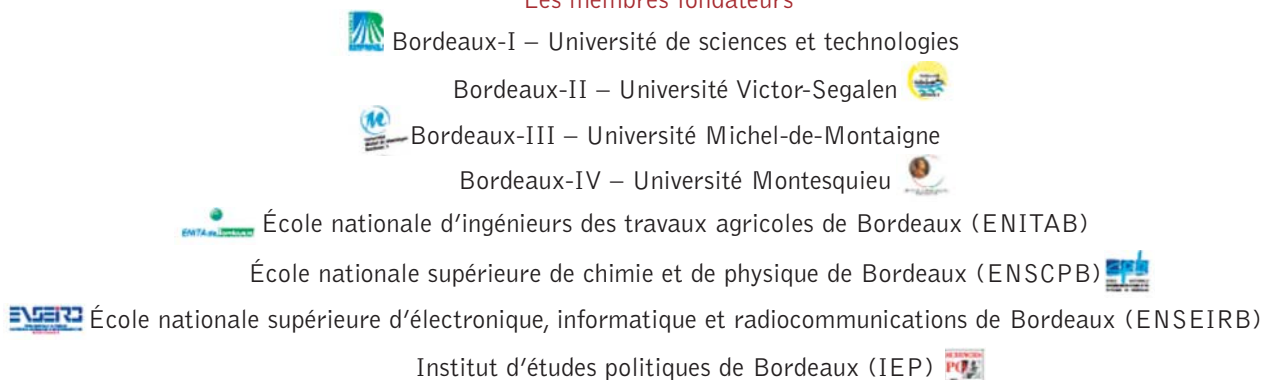 Les membres fondateurs
Bordeaux-I – Université de sciences et technologies
Bordeaux-II – Université Victor-Segalen
Bordeaux-III – Université Michel-de-Montaigne
Bordeaux-IV – Université Montesquieu
École nationale d'ingénieurs des travaux agricoles de Bordeaux (ENITAB)
École nationale supérieure de chimie et de physique de Bordeaux (ENSCPB)
ENSEIRB École nationale supérieure d'électronique, informatique et radiocommunications de Bordeaux (ENSEIRB)
Institut d'études politiques de Bordeaux (IEP)